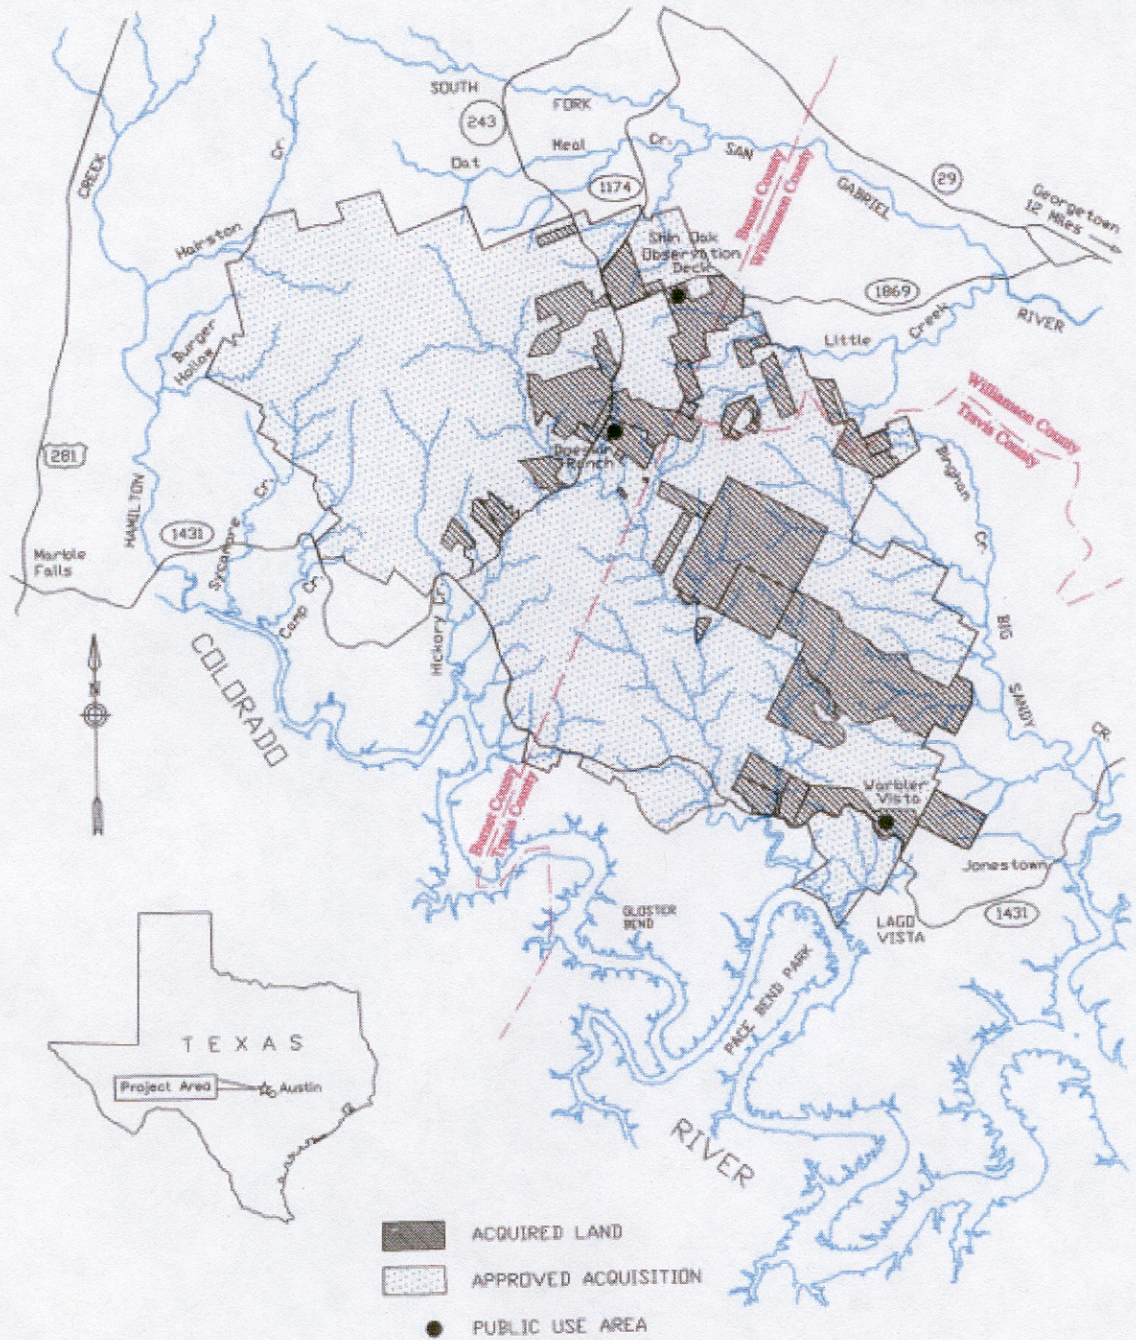 SOUTH
FORK
243
CREEK
Cr.
Oat
Meal
Cr.
SAN
GABRIEL
RIVER
1174
29
Georgetown
12 Miles
Burnet County
Williamson County
Hairston
Shin Oak
Observation
Deck
1869
Little
Creek
Burger
Hollow
Williamson County
Travis County
281
Doeskin
Ranch
Bingham
Cr.
HAMILTON
1431
Sycamore
Cr.
Marble
Falls
Camp
Cr.
Hickory Cr.
BIG
SANDY
CR.
N
COLORADO
Burnet County
Travis County
Warbler
Vista
Jonestown
1431
GLOSTER
BEND
LAGO
VISTA
PACE BEND PARK
RIVER
TEXAS
Project Area
Austin
ACQUIRED LAND
APPROVED ACQUISITION
PUBLIC USE AREA